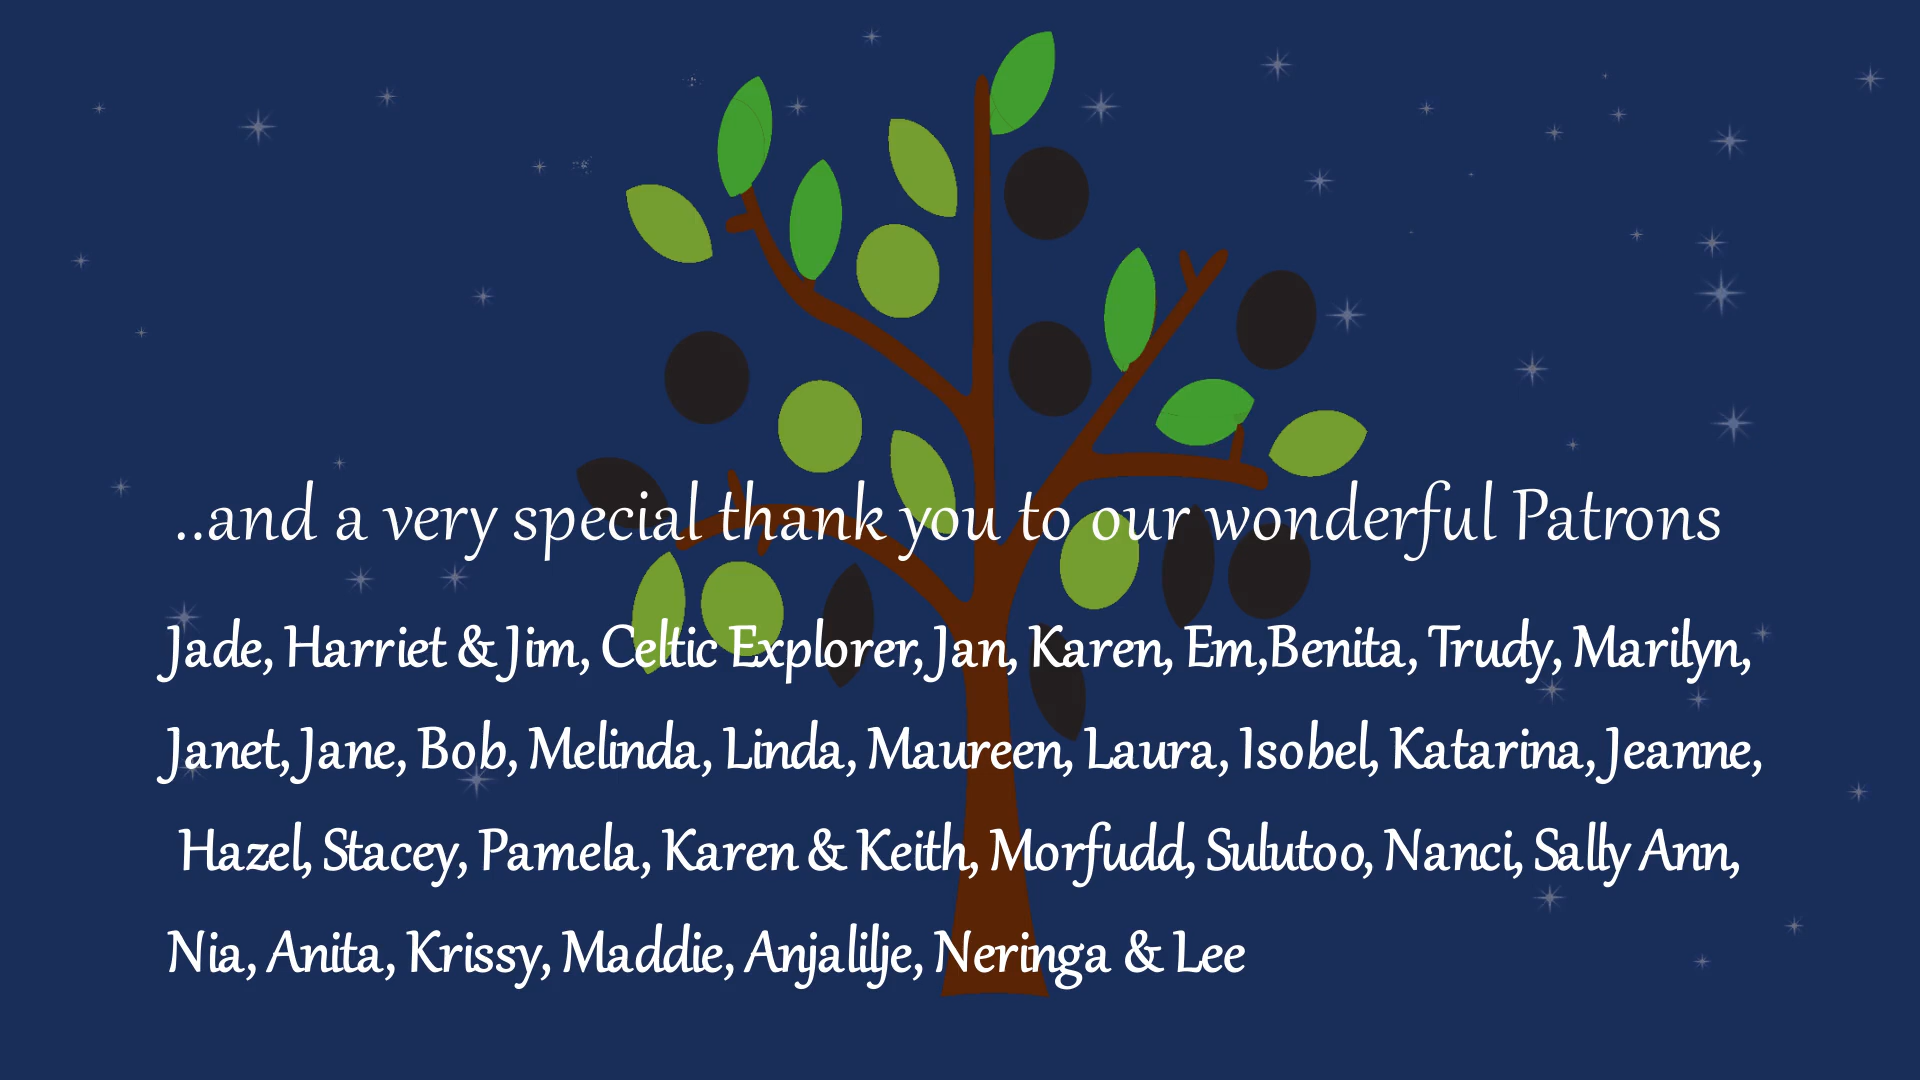 ..and a very special thank you to our wonderful Patrons
Jade, Harriet & Jim, Celtic Explorer, Jan, Karen, Em,Benita, Trudy, Marilyn,
Janet, Jane, Bob, Melinda, Linda, Maureen, Laura, Isobel, Katarina, Jeanne,
Hazel, Stacey, Pamela, Karen & Keith, Morfudd, Sulutoo, Nanci, Sally Ann,
Nia, Anita, Krissy, Maddie, Anjalilje, Neringa & Lee